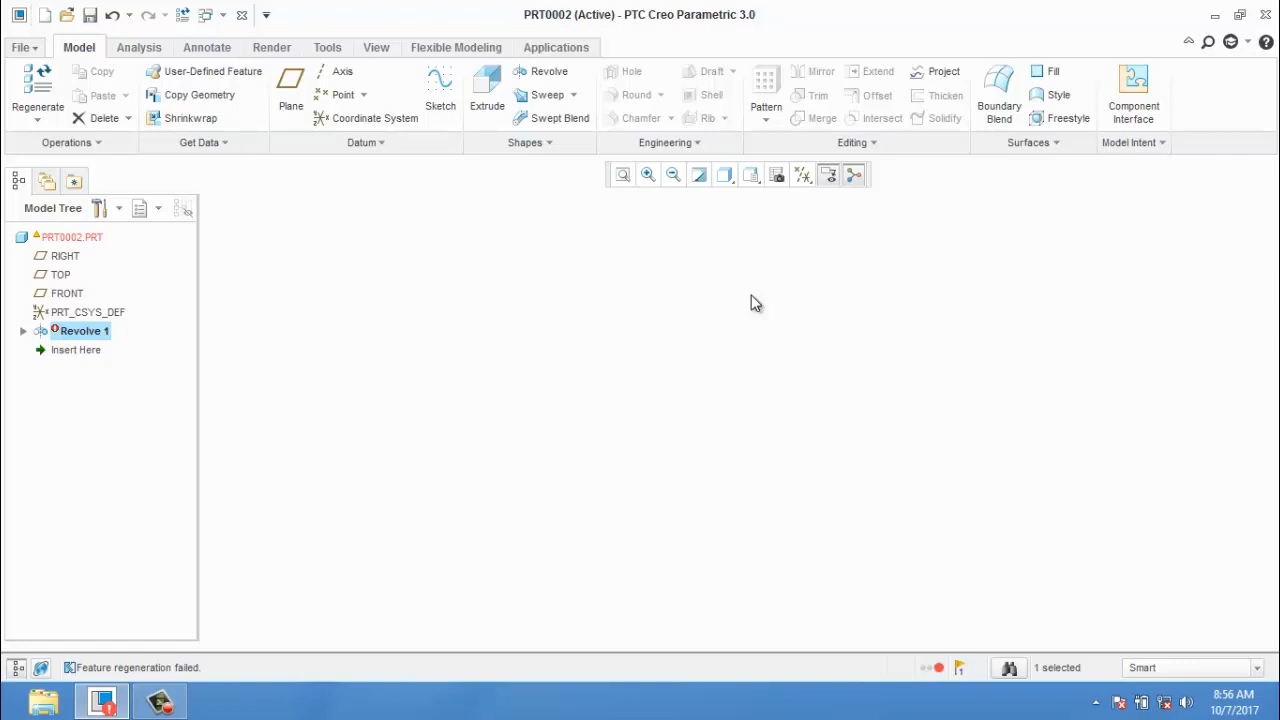 PRT0002 (Active) - PTC Creo Parametric 3.0
File Model Analysis Annotate Render Tools View Flexible Modeling Applications
Regenerate
Copy
Paste
Delete
Operations
User-Defined Feature
Copy Geometry
Shrinkwrap
Get Data
Plane
Axis
Point
Coordinate System
Sketch
Datum
Extrude
Revolve
Sweep
Swept Blend
Shapes
Hole
Round
Chamfer
Draft
Shell
Rib
Engineering
Pattern
Mirror
Trim
Merge
Extend
Offset
Intersect
Project
Thicken
Solidify
Editing
Boundary
Blend
Fill
Style
Freestyle
Surfaces
Component
Interface
Model Intent
Model Tree
PRT0002.PRT
RIGHT
TOP
FRONT
PRT_CSYS_DEF
Revolve 1
Insert Here
Feature regeneration failed.
1
1 selected
Smart
8:56 AM
10/7/2017